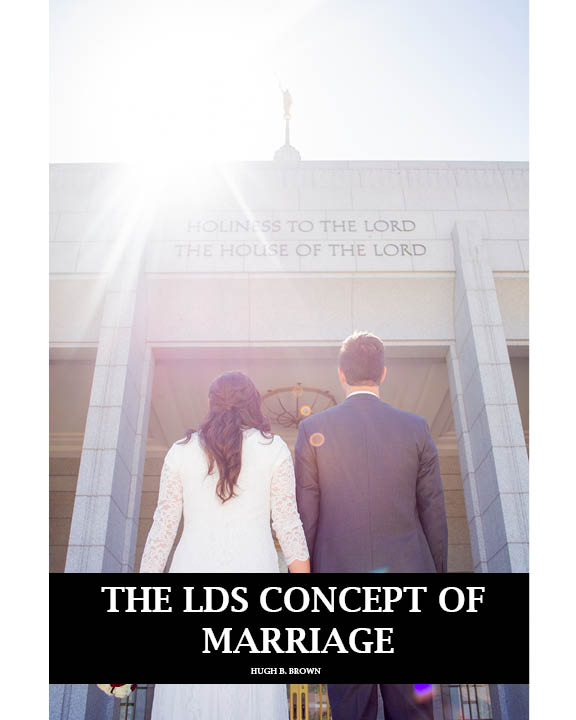 HOLINESS TO THE LORD
THE HOUSE OF THE LORD
THE LDS CONCEPT OF
MARRIAGE
HUGH B. BROWN